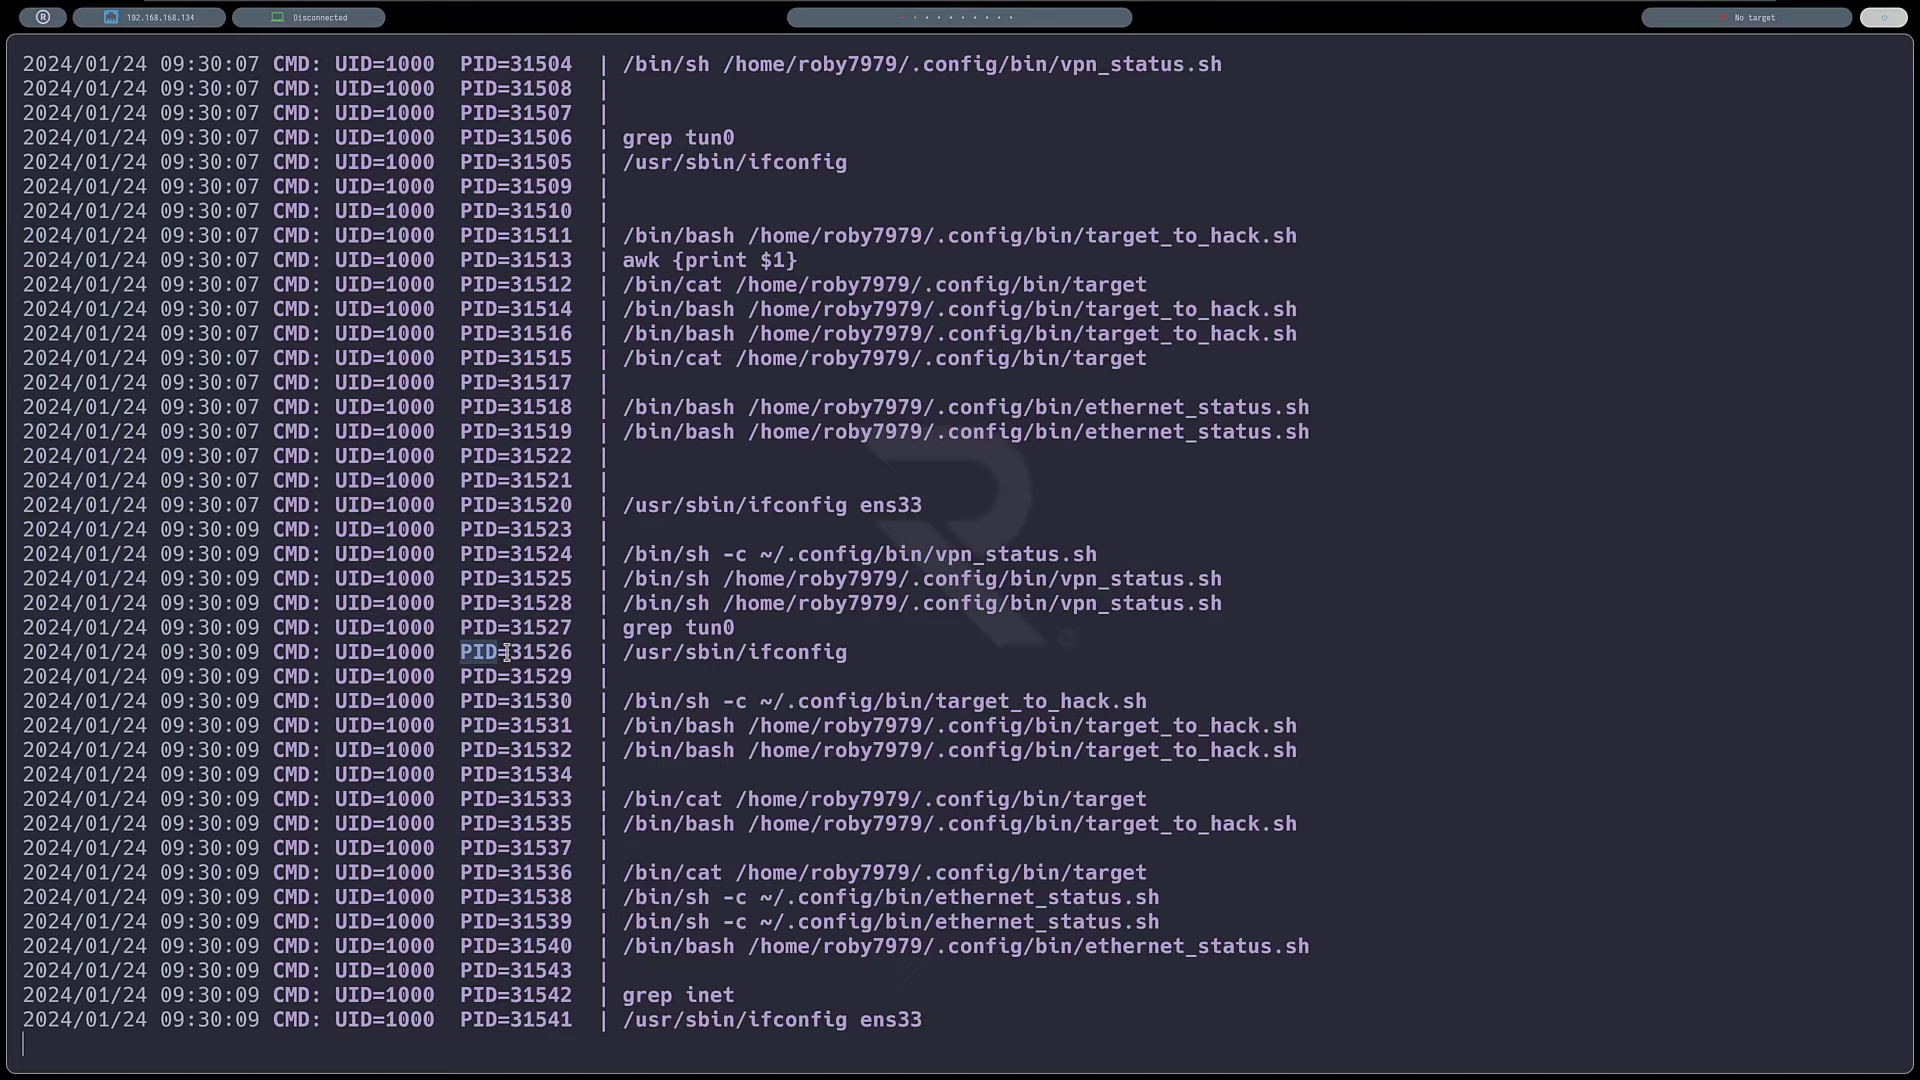 R
192.168.168.134
Disconnected
No target
2024/01/24 09:30:07 CMD: UID=1000 PID=31504 | /bin/sh /home/roby7979/.config/bin/vpn_status.sh
2024/01/24 09:30:07 CMD: UID=1000 PID=31508 |
2024/01/24 09:30:07 CMD: UID=1000 PID=31507 |
2024/01/24 09:30:07 CMD: UID=1000 PID=31506 | grep tun0
2024/01/24 09:30:07 CMD: UID=1000 PID=31505 | /usr/sbin/ifconfig
2024/01/24 09:30:07 CMD: UID=1000 PID=31509 |
2024/01/24 09:30:07 CMD: UID=1000 PID=31510 |
2024/01/24 09:30:07 CMD: UID=1000 PID=31511 | /bin/bash /home/roby7979/.config/bin/target_to_hack.sh
2024/01/24 09:30:07 CMD: UID=1000 PID=31513 | awk {print $1}
2024/01/24 09:30:07 CMD: UID=1000 PID=31512 | /bin/cat /home/roby7979/.config/bin/target
2024/01/24 09:30:07 CMD: UID=1000 PID=31514 | /bin/bash /home/roby7979/.config/bin/target_to_hack.sh
2024/01/24 09:30:07 CMD: UID=1000 PID=31516 | /bin/bash /home/roby7979/.config/bin/target_to_hack.sh
2024/01/24 09:30:07 CMD: UID=1000 PID=31515 | /bin/cat /home/roby7979/.config/bin/target
2024/01/24 09:30:07 CMD: UID=1000 PID=31517 |
2024/01/24 09:30:07 CMD: UID=1000 PID=31518 | /bin/bash /home/roby7979/.config/bin/ethernet_status.sh
2024/01/24 09:30:07 CMD: UID=1000 PID=31519 | /bin/bash /home/roby7979/.config/bin/ethernet_status.sh
2024/01/24 09:30:07 CMD: UID=1000 PID=31522 |
2024/01/24 09:30:07 CMD: UID=1000 PID=31521 |
2024/01/24 09:30:07 CMD: UID=1000 PID=31520 | /usr/sbin/ifconfig ens33
2024/01/24 09:30:09 CMD: UID=1000 PID=31523 |
2024/01/24 09:30:09 CMD: UID=1000 PID=31524 | /bin/sh -c ~/.config/bin/vpn_status.sh
2024/01/24 09:30:09 CMD: UID=1000 PID=31525 | /bin/sh /home/roby7979/.config/bin/vpn_status.sh
2024/01/24 09:30:09 CMD: UID=1000 PID=31528 | /bin/sh /home/roby7979/.config/bin/vpn_status.sh
2024/01/24 09:30:09 CMD: UID=1000 PID=31527 | grep tun0
2024/01/24 09:30:09 CMD: UID=1000 PID=31526 | /usr/sbin/ifconfig
2024/01/24 09:30:09 CMD: UID=1000 PID=31529 |
2024/01/24 09:30:09 CMD: UID=1000 PID=31530 | /bin/sh -c ~/.config/bin/target_to_hack.sh
2024/01/24 09:30:09 CMD: UID=1000 PID=31531 | /bin/bash /home/roby7979/.config/bin/target_to_hack.sh
2024/01/24 09:30:09 CMD: UID=1000 PID=31532 | /bin/bash /home/roby7979/.config/bin/target_to_hack.sh
2024/01/24 09:30:09 CMD: UID=1000 PID=31534 |
2024/01/24 09:30:09 CMD: UID=1000 PID=31533 | /bin/cat /home/roby7979/.config/bin/target
2024/01/24 09:30:09 CMD: UID=1000 PID=31535 | /bin/bash /home/roby7979/.config/bin/target_to_hack.sh
2024/01/24 09:30:09 CMD: UID=1000 PID=31537 |
2024/01/24 09:30:09 CMD: UID=1000 PID=31536 | /bin/cat /home/roby7979/.config/bin/target
2024/01/24 09:30:09 CMD: UID=1000 PID=31538 | /bin/sh -c ~/.config/bin/ethernet_status.sh
2024/01/24 09:30:09 CMD: UID=1000 PID=31539 | /bin/sh -c ~/.config/bin/ethernet_status.sh
2024/01/24 09:30:09 CMD: UID=1000 PID=31540 | /bin/bash /home/roby7979/.config/bin/ethernet_status.sh
2024/01/24 09:30:09 CMD: UID=1000 PID=31543 |
2024/01/24 09:30:09 CMD: UID=1000 PID=31542 | grep inet
2024/01/24 09:30:09 CMD: UID=1000 PID=31541 | /usr/sbin/ifconfig ens33